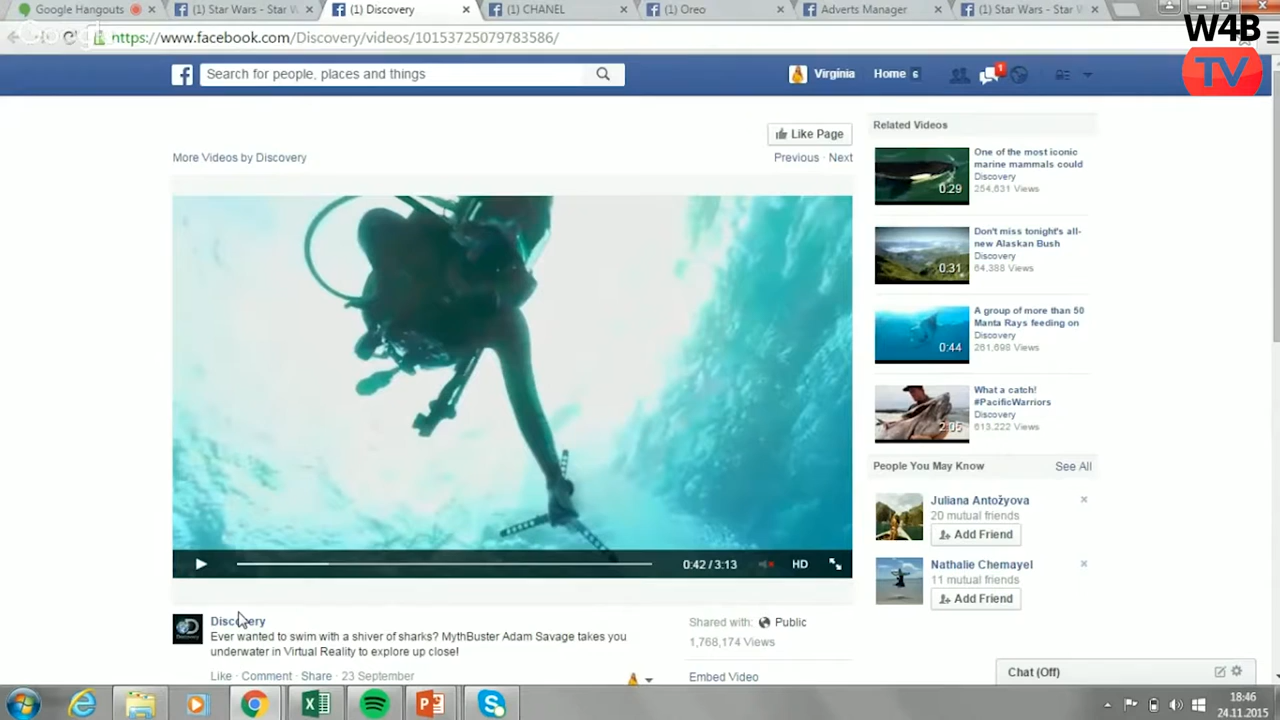 Google Hangouts
(1) Star Wars - Star W
(1) Discovery
(1) CHANEL
(1) Oreo
Adverts Manager
(1) Star Wars - Star W
W4B
TV
https://www.facebook.com/Discovery/videos/10153725079783586/
Search for people, places and things
Virginia
Home 6
1
Like Page
More Videos by Discovery
Previous · Next
0:42 / 3:13
HD
Discovery
Ever wanted to swim with a shiver of sharks? MythBuster Adam Savage takes you
underwater in Virtual Reality to explore up close!
Like · Comment · Share · 23 September
Shared with: Public
1,768,174 Views
Embed Video
Related Videos
0:29
One of the most iconic
marine mammals could
Discovery
254,631 Views
0:31
Don't miss tonight's all-
new Alaskan Bush
Discovery
64,388 Views
0:44
A group of more than 50
Manta Rays feeding on
Discovery
261,698 Views
2:05
What a catch!
#PacificWarriors
Discovery
613,222 Views
People You May Know
See All
Juliana Antožyova
20 mutual friends
Add Friend
Nathalie Chemayel
11 mutual friends
Add Friend
Chat (Off)
18:46
24.11.2015